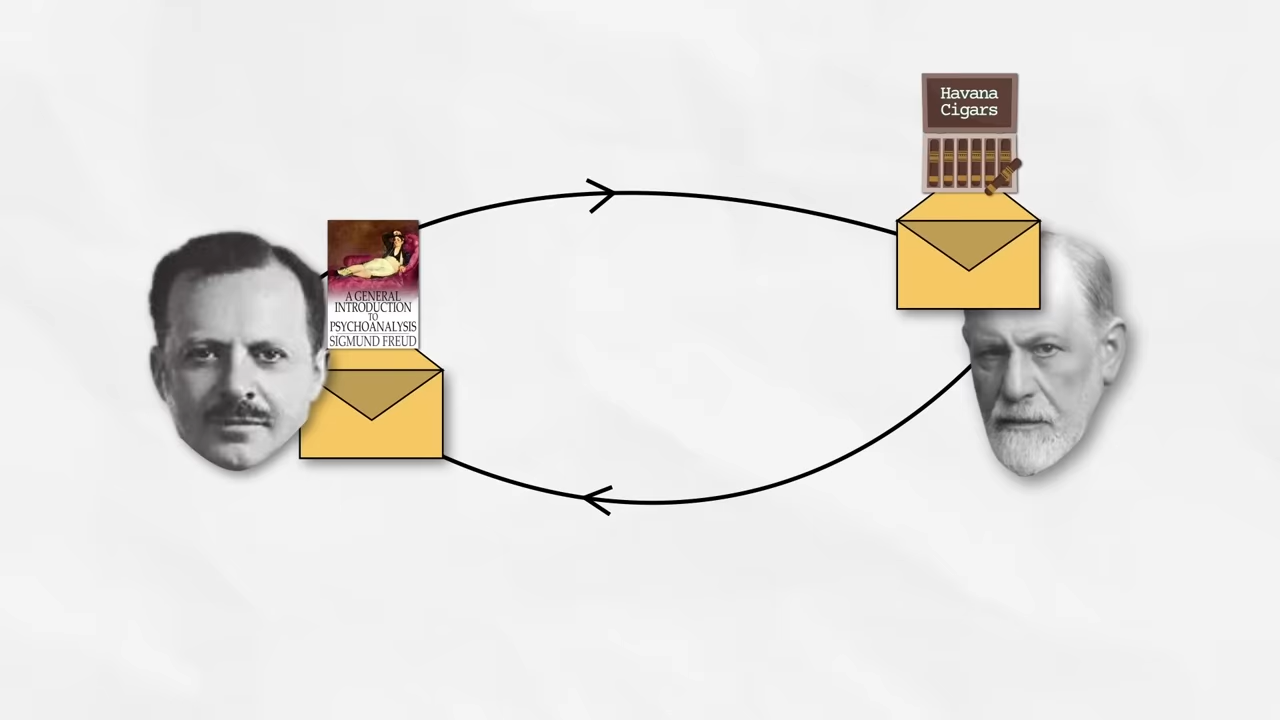 Havana
Cigars
A GENERAL
INTRODUCTION
TO
PSYCHOANALYSIS
SIGMUND FREUD